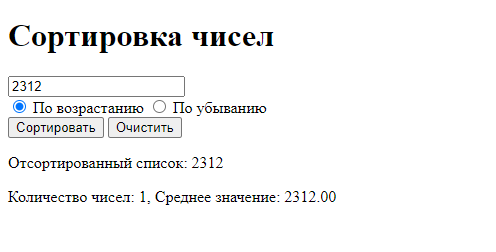 Сортировка чисел
2312
По возрастанию По убыванию
Сортировать Очистить
Отсортированный список: 2312
Количество чисел: 1, Среднее значение: 2312.00